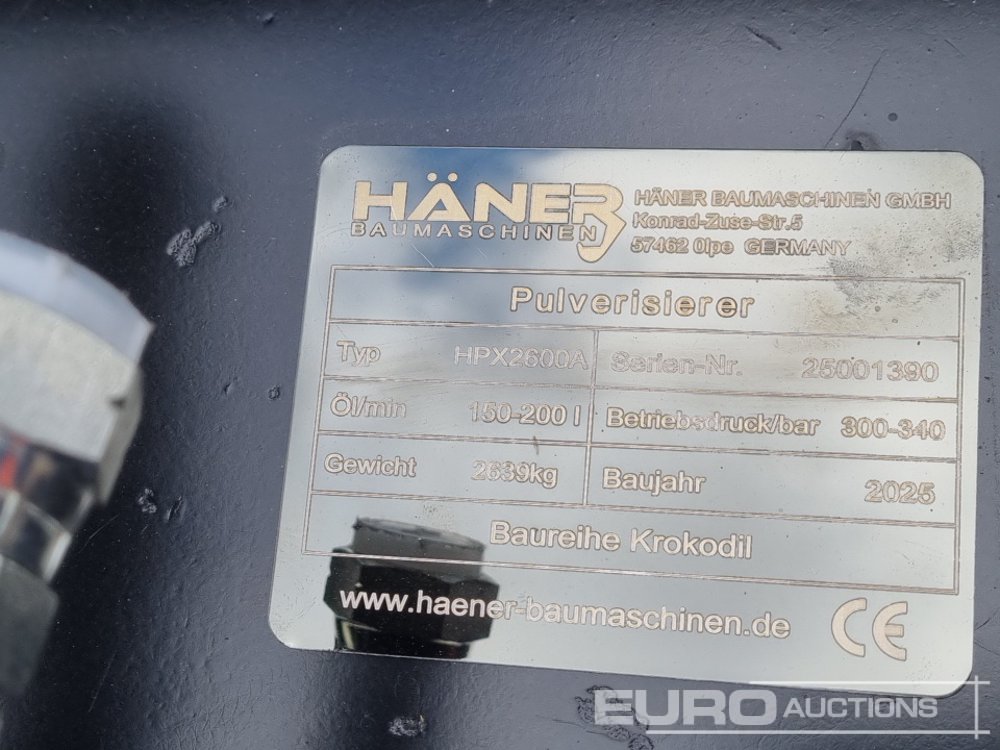 HÄNER
BAUMASCHINEN
HÄNER BAUMASCHINEN GMBH
Konrad-Zuse-Str.5
57462 Olpe GERMANY
Pulverisierer
Typ HPX2600A Serien-Nr. 25001390
Öl/min 150-200 l Betriebsdruck/bar 300-340
Gewicht 2639kg Baujahr 2025
Baureihe Krokodil
www.haener-baumaschinen.de CE
EURO AUCTIONS